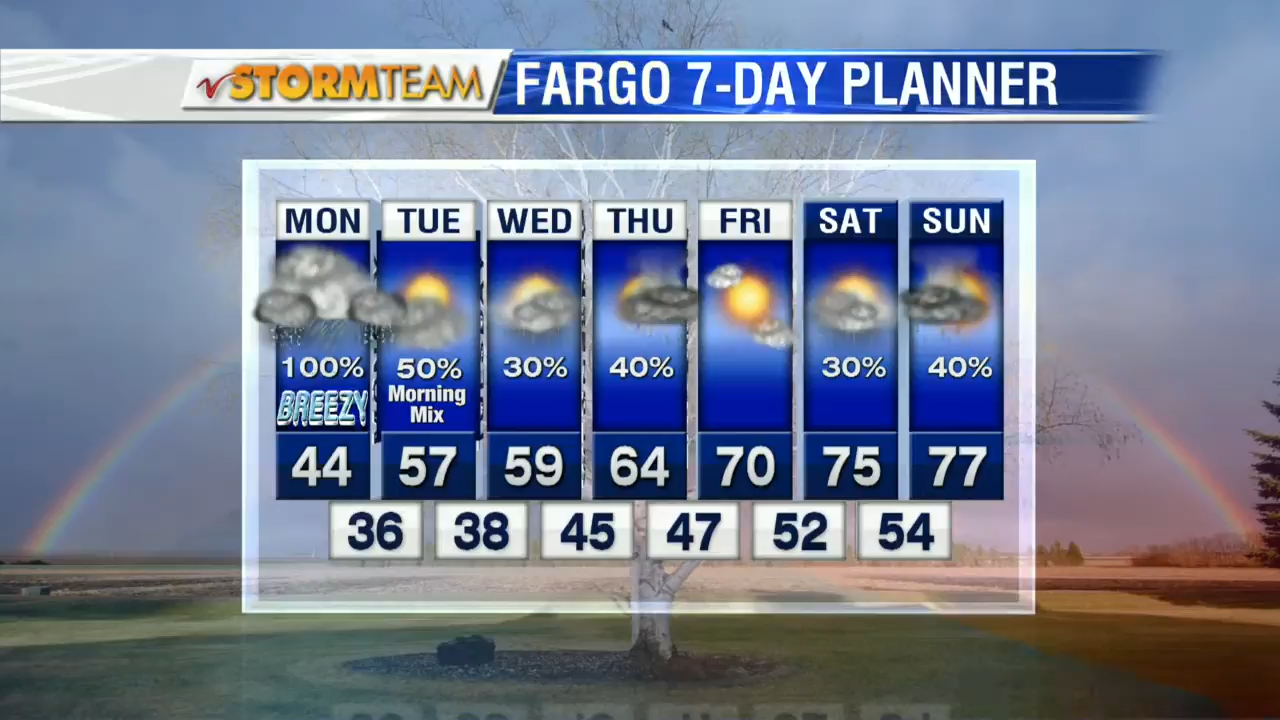 STORMTEAM FARGO 7-DAY PLANNER
MON TUE WED THU FRI SAT SUN
100% 50% 30% 40% 30% 40%
BREEZY Morning
Mix
44 57 59 64 70 75 77
36 38 45 47 52 54